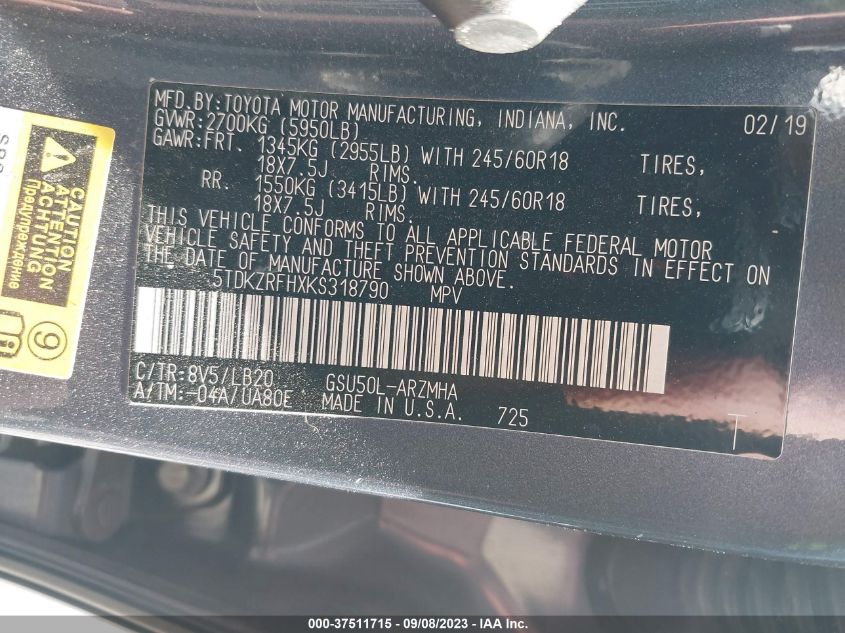 MFD.BY:TOYOTA MOTOR MANUFACTURING, INDIANA, INC. 02/19
GVWR:2700KG (5950LB)
GAWR:FRT. 1345KG (2955LB) WITH 245/60R18 TIRES,
18X7.5J RIMS.
RR. 1550KG (3415LB) WITH 245/60R18 TIRES,
18X7.5J RIMS.
THIS VEHICLE CONFORMS TO ALL APPLICABLE FEDERAL MOTOR
VEHICLE SAFETY AND THEFT PREVENTION STANDARDS IN EFFECT ON
THE DATE OF MANUFACTURE SHOWN ABOVE.
5TDKZRFHXKS318790 MPV
C/TR:8V5/LB20 GSU50L-ARZMHA
A/TM:-04A/UA80E MADE IN U.S.A. 725
T
CAUTION
ATTENTION
ACHTUNG
Предупреждение
9
000-37511715 - 09/08/2023 - IAA Inc.